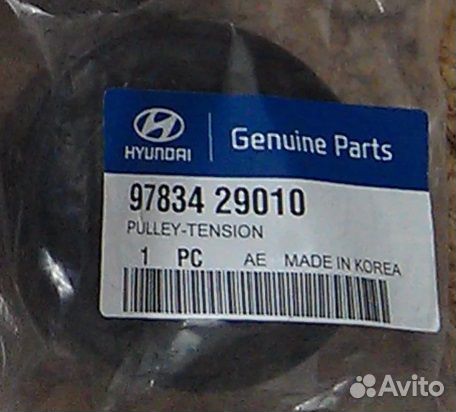 HYUNDAI
Genuine Parts
97834 29010
PULLEY-TENSION
1 PC AE MADE IN KOREA
Avito